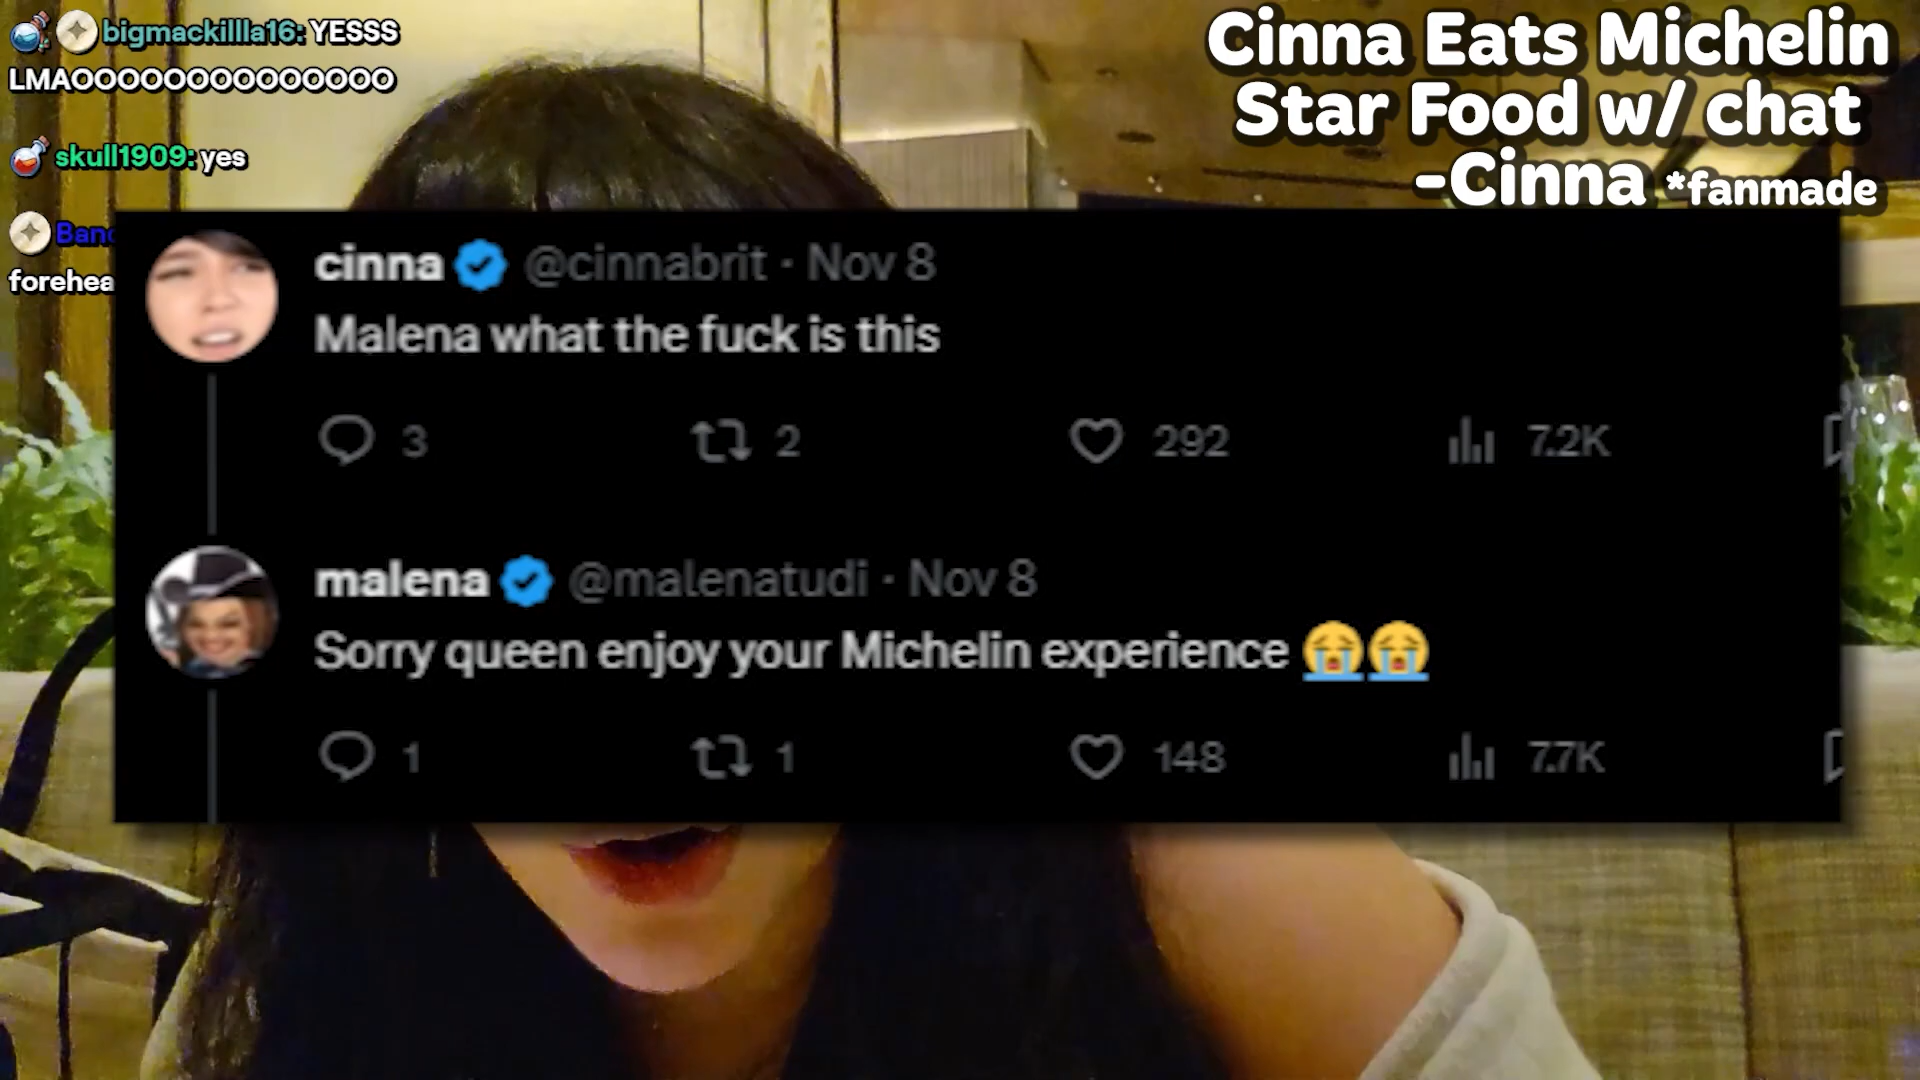 bigmackillla16: YESSS
LMAOOOOOOOOOOOOOOO
skull1909: yes
Banc
forehea
Cinna Eats Michelin
Star Food w/ chat
-Cinna *fanmade
cinna @cinnabrit · Nov 8
Malena what the fuck is this
3 2 292 7.2K
malena @malenatudi · Nov 8
Sorry queen enjoy your Michelin experience 😭😭
1 1 148 7.7K